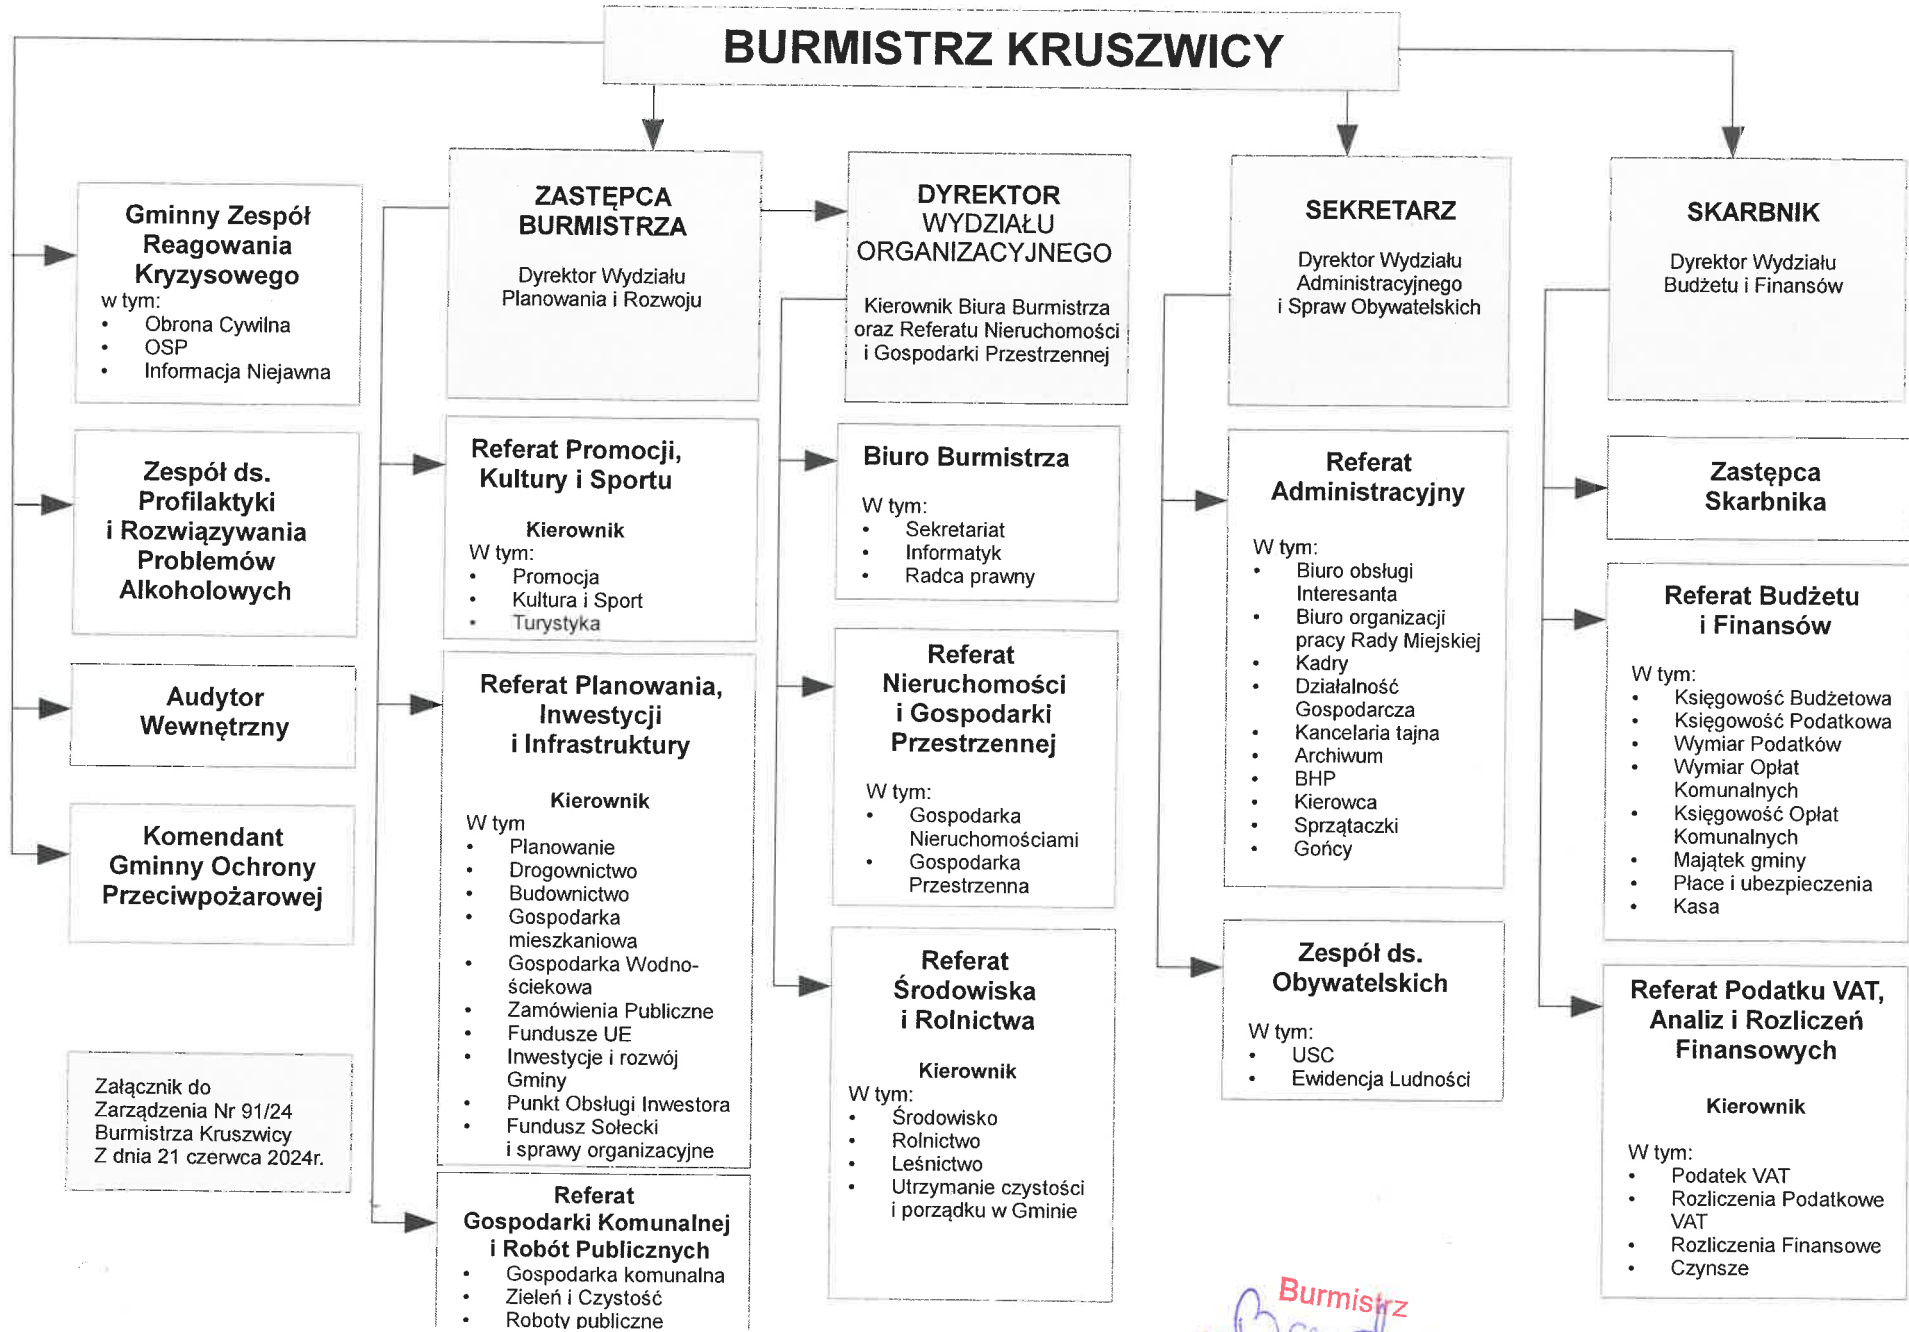 BURMISTRZ KRUSZWICY
Gminny Zespół
Reagowania
Kryzysowego
w tym:
• Obrona Cywilna
• OSP
• Informacja Niejawna
Zespół ds.
Profilaktyki
i Rozwiązywania
Problemów
Alkoholowych
Audytor
Wewnętrzny
Komendant
Gminny Ochrony
Przeciwpożarowej
Załącznik do
Zarządzenia Nr 91/24
Burmistrza Kruszwicy
Z dnia 21 czerwca 2024r.
ZASTĘPCA
BURMISTRZA
Dyrektor Wydziału
Planowania i Rozwoju
Referat Promocji,
Kultury i Sportu
Kierownik
W tym:
• Promocja
• Kultura i Sport
• Turystyka
Referat Planowania,
Inwestycji
i Infrastruktury
Kierownik
W tym
• Planowanie
• Drogownictwo
• Budownictwo
• Gospodarka
mieszkaniowa
• Gospodarka Wodno-
ściekowa
• Zamówienia Publiczne
• Fundusze UE
• Inwestycje i rozwój
Gminy
• Punkt Obsługi Inwestora
• Fundusz Sołecki
i sprawy organizacyjne
Referat
Gospodarki Komunalnej
i Robót Publicznych
• Gospodarka komunalna
• Zieleń i Czystość
• Roboty publiczne
DYREKTOR
WYDZIAŁU
ORGANIZACYJNEGO
Kierownik Biura Burmistrza
oraz Referatu Nieruchomości
i Gospodarki Przestrzennej
Biuro Burmistrza
W tym:
• Sekretariat
• Informatyk
• Radca prawny
Referat
Nieruchomości
i Gospodarki
Przestrzennej
W tym:
• Gospodarka
Nieruchomościami
• Gospodarka
Przestrzenna
Referat
Środowiska
i Rolnictwa
Kierownik
W tym:
• Środowisko
• Rolnictwo
• Leśnictwo
• Utrzymanie czystości
i porządku w Gminie
SEKRETARZ
Dyrektor Wydziału
Administracyjnego
i Spraw Obywatelskich
Referat
Administracyjny
W tym:
• Biuro obsługi
Interesanta
• Biuro organizacji
pracy Rady Miejskiej
• Kadry
• Działalność
Gospodarcza
• Kancelaria tajna
• Archiwum
• BHP
• Kierowca
• Sprzątaczki
• Gońcy
Zespół ds.
Obywatelskich
W tym:
• USC
• Ewidencja Ludności
SKARBNIK
Dyrektor Wydziału
Budżetu i Finansów
Zastępca
Skarbnika
Referat Budżetu
i Finansów
W tym:
• Księgowość Budżetowa
• Księgowość Podatkowa
• Wymiar Podatków
• Wymiar Opłat
Komunalnych
• Księgowość Opłat
Komunalnych
• Majątek gminy
• Płace i ubezpieczenia
• Kasa
Referat Podatku VAT,
Analiz i Rozliczeń
Finansowych
Kierownik
W tym:
• Podatek VAT
• Rozliczenia Podatkowe
VAT
• Rozliczenia Finansowe
• Czynsze
Burmistrz